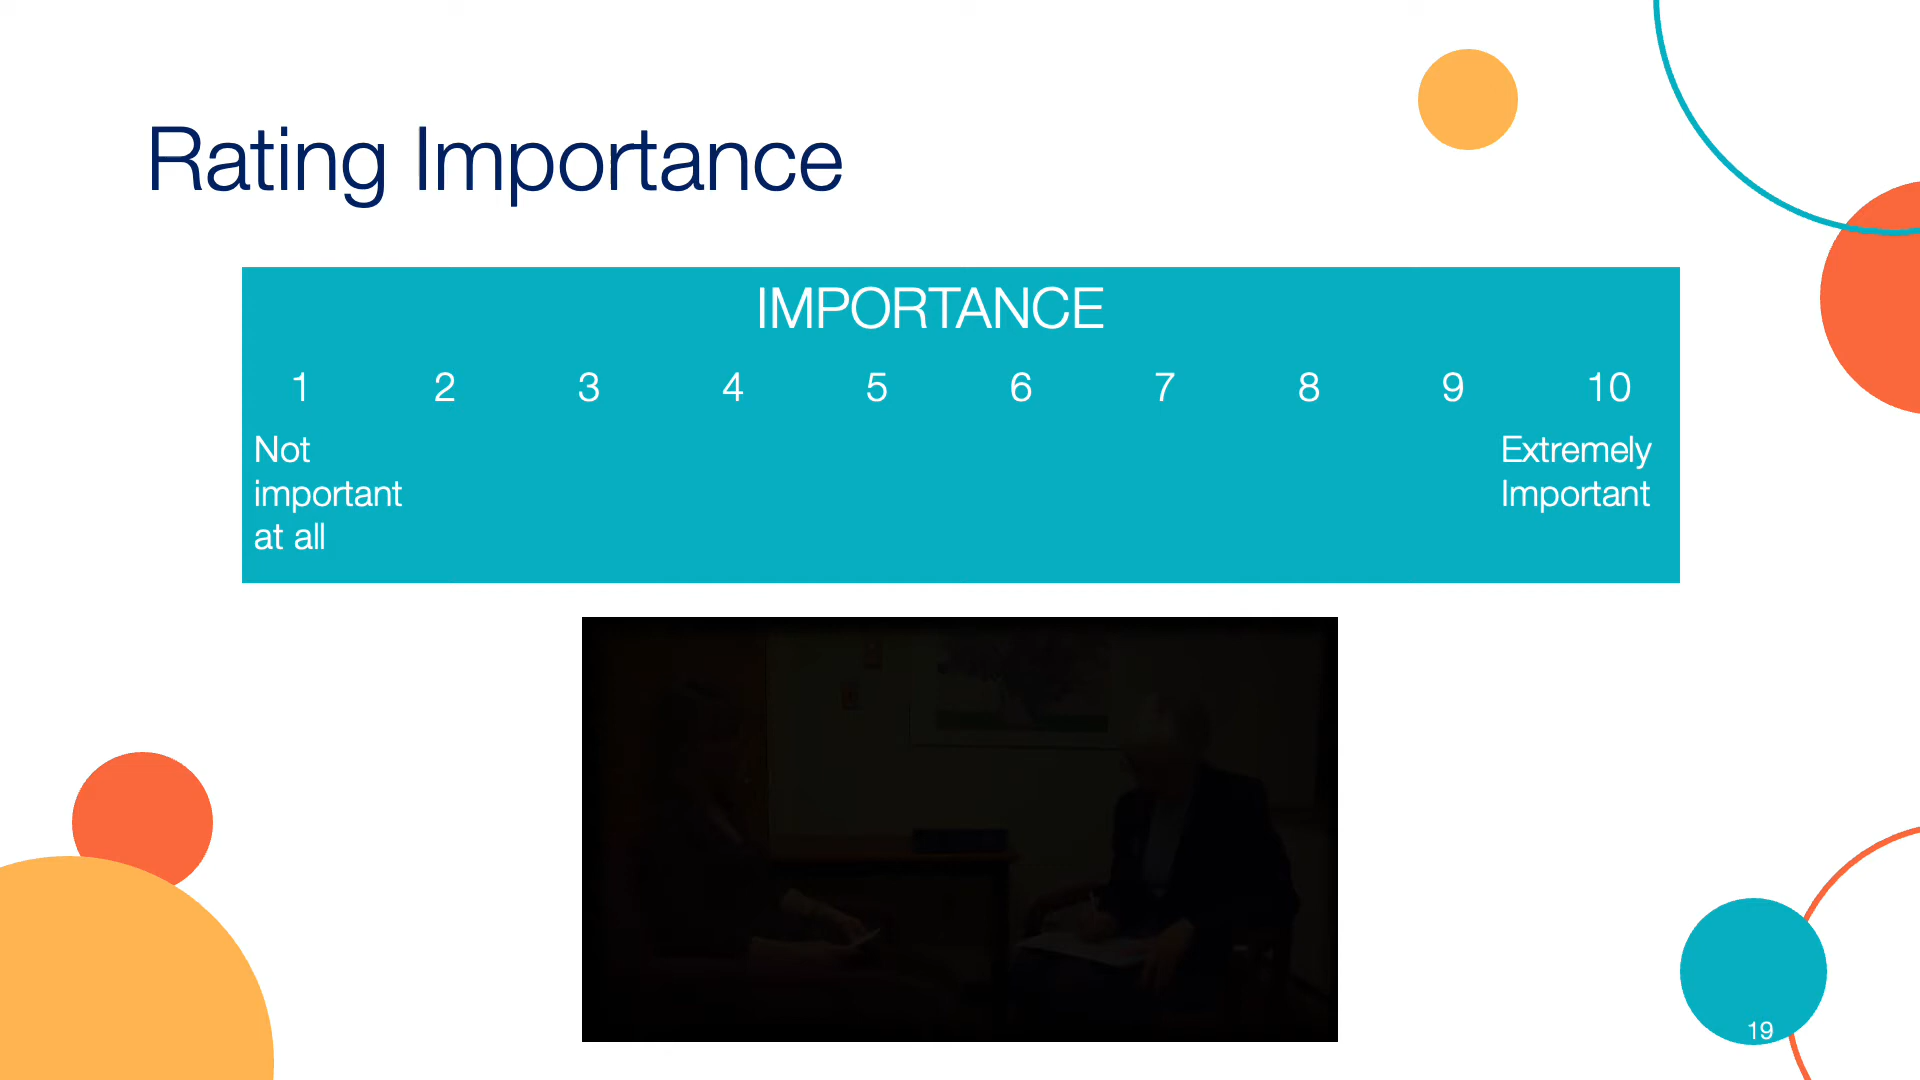 Rating Importance
IMPORTANCE
1 2 3 4 5 6 7 8 9 10
Not
important
at all
Extremely
Important
19